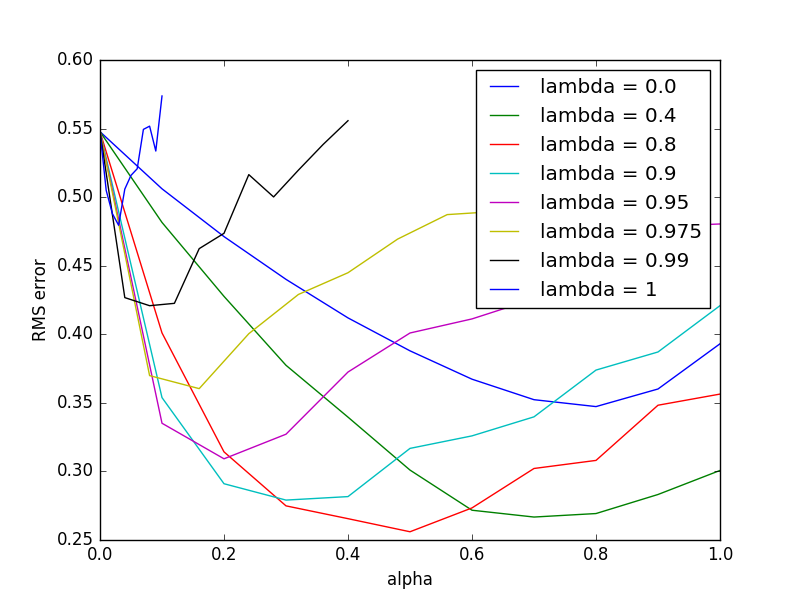 0.60
0.55
0.50
0.45
0.40
0.35
0.30
0.25
RMS error
lambda = 0.0
lambda = 0.4
lambda = 0.8
lambda = 0.9
lambda = 0.95
lambda = 0.975
lambda = 0.99
lambda = 1
0.0 0.2 0.4 0.6 0.8 1.0
alpha